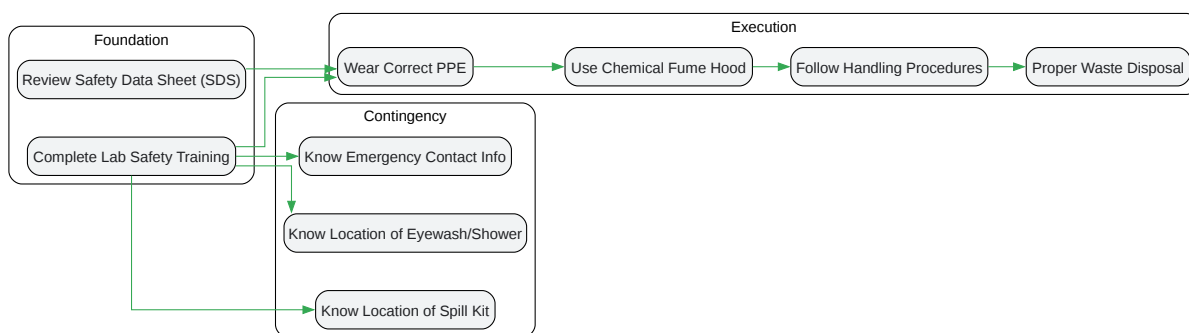 Foundation
Review Safety Data Sheet (SDS)
Complete Lab Safety Training
Execution
Wear Correct PPE
Use Chemical Fume Hood
Follow Handling Procedures
Proper Waste Disposal
Contingency
Know Emergency Contact Info
Know Location of Eyewash/Shower
Know Location of Spill Kit